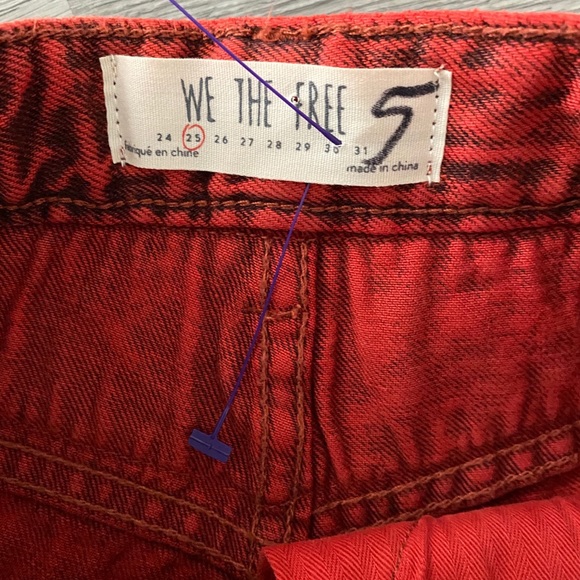 WE THE FREE
5
24 25 26 27 28 29 30 31
fabriqué en chine
made in china